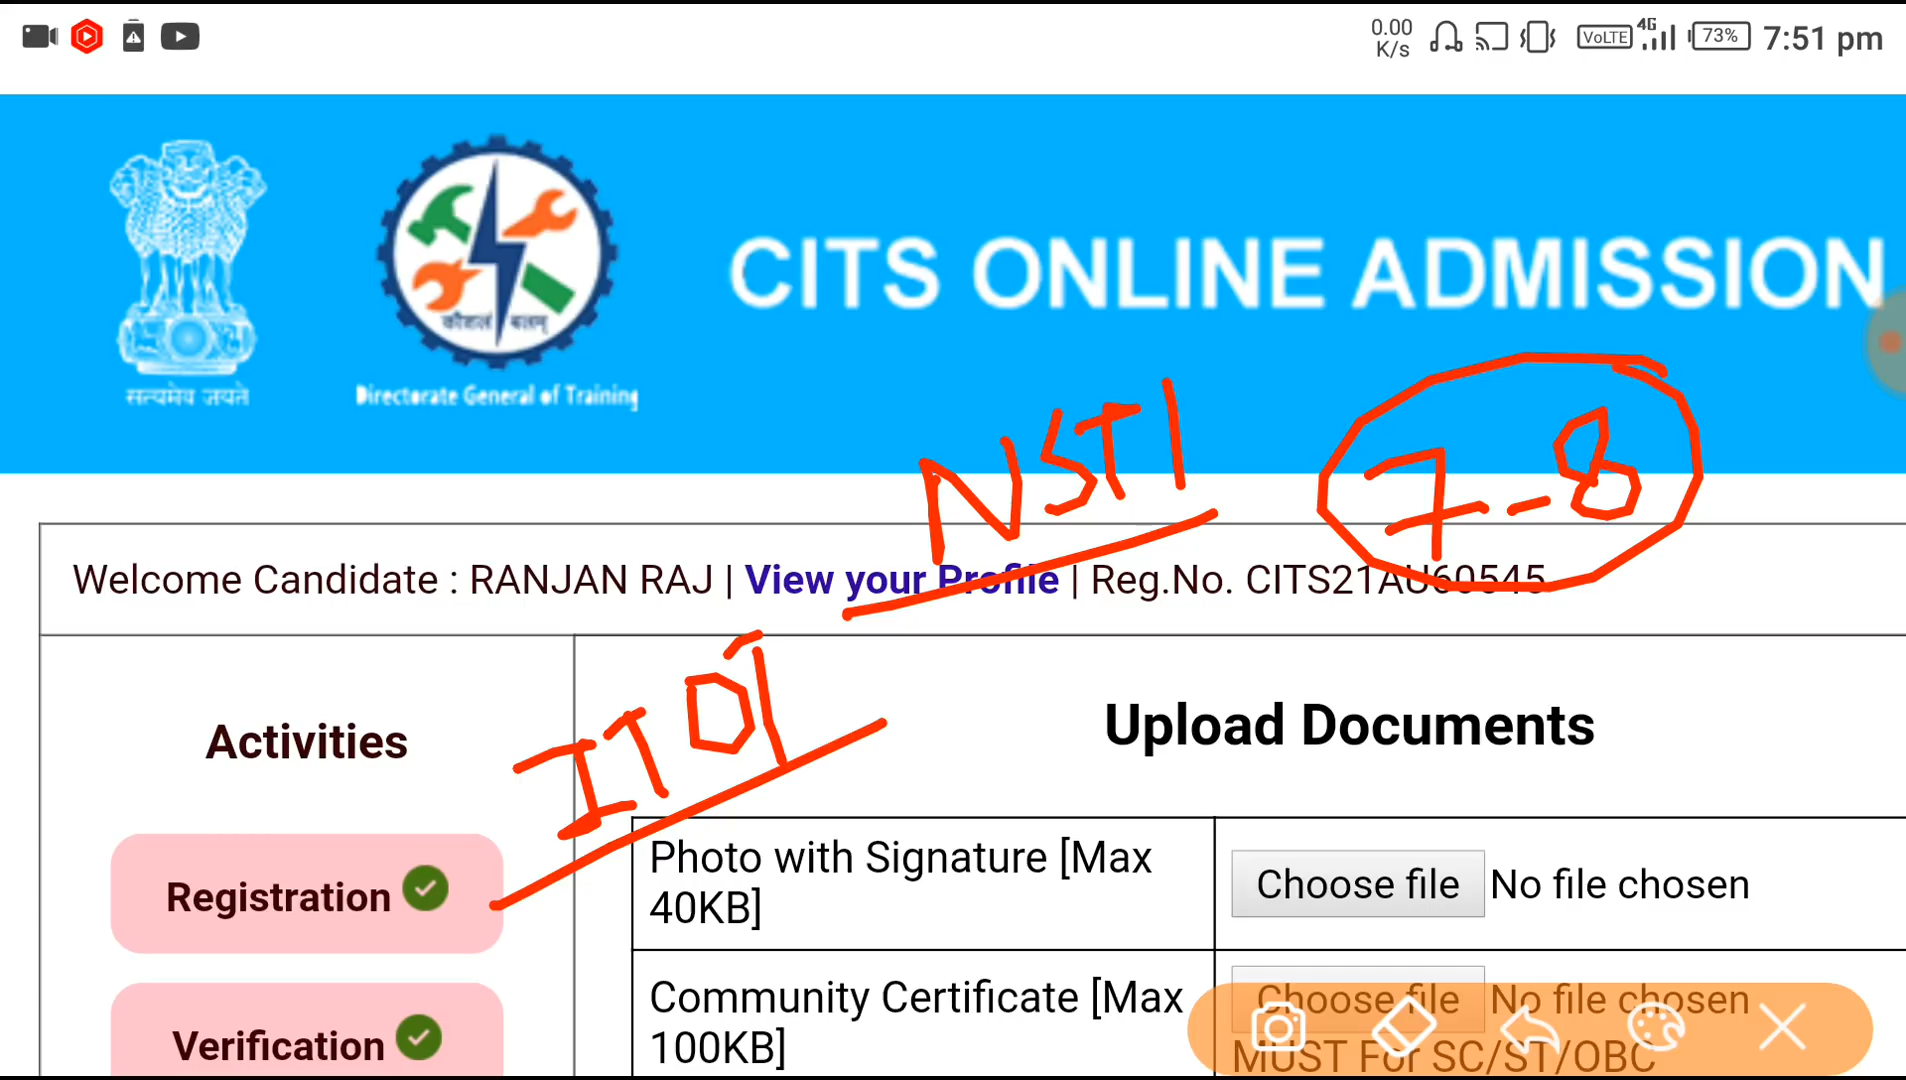 0.00 K/s VoLTE 4G 73% 7:51 pm
सत्यमेव जयते
कौशलं बलम्
Directorate General of Training
CITS ONLINE ADMISSION
NSTI
7-8
Welcome Candidate : RANJAN RAJ | View your Profile | Reg.No. CITS21AU60545
ITOI
Activities
Upload Documents
Registration
Photo with Signature [Max 40KB]
Choose file No file chosen
Verification
Community Certificate [Max 100KB]
Choose file No file chosen
MUST For SC/ST/OBC